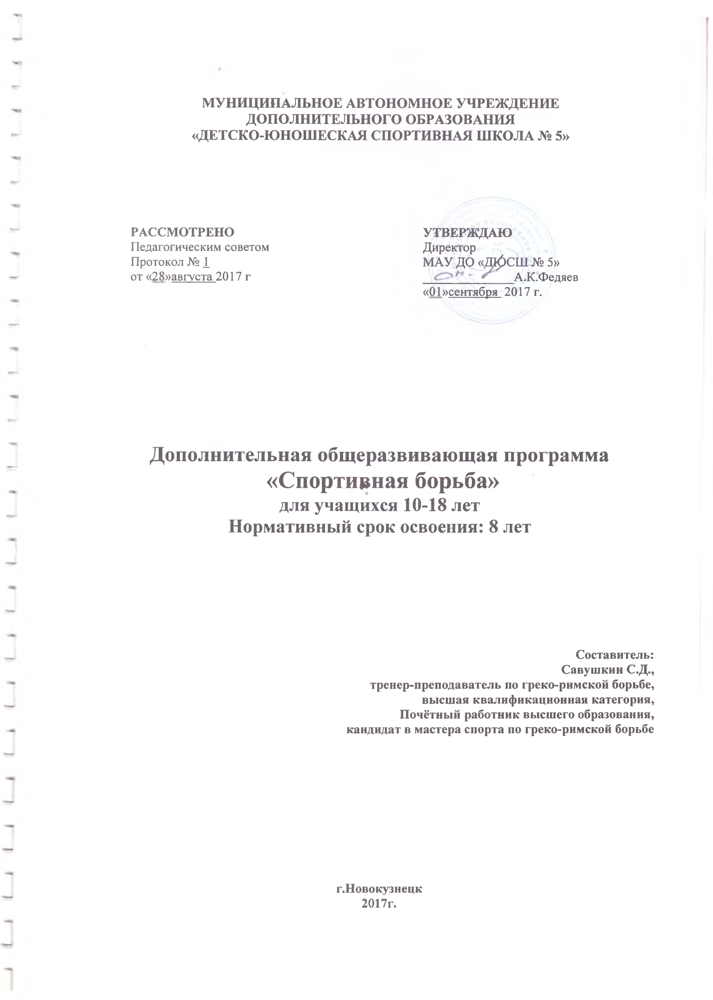 МУНИЦИПАЛЬНОЕ АВТОНОМНОЕ УЧРЕЖДЕНИЕ
ДОПОЛНИТЕЛЬНОГО ОБРАЗОВАНИЯ
«ДЕТСКО-ЮНОШЕСКАЯ СПОРТИВНАЯ ШКОЛА № 5»
РАССМОТРЕНО
Педагогическим советом
Протокол № 1
от «28»августа 2017 г
УТВЕРЖДАЮ
Директор
МАУ ДО «ДЮСШ № 5»
А.К.Федяев
«01»сентября 2017 г.
Дополнительная общеразвивающая программа
«Спортивная борьба»
для учащихся 10-18 лет
Нормативный срок освоения: 8 лет
Составитель:
Савушкин С.Д.,
тренер-преподаватель по греко-римской борьбе,
высшая квалификационная категория,
Почётный работник высшего образования,
кандидат в мастера спорта по греко-римской борьбе
г.Новокузнецк
2017г.